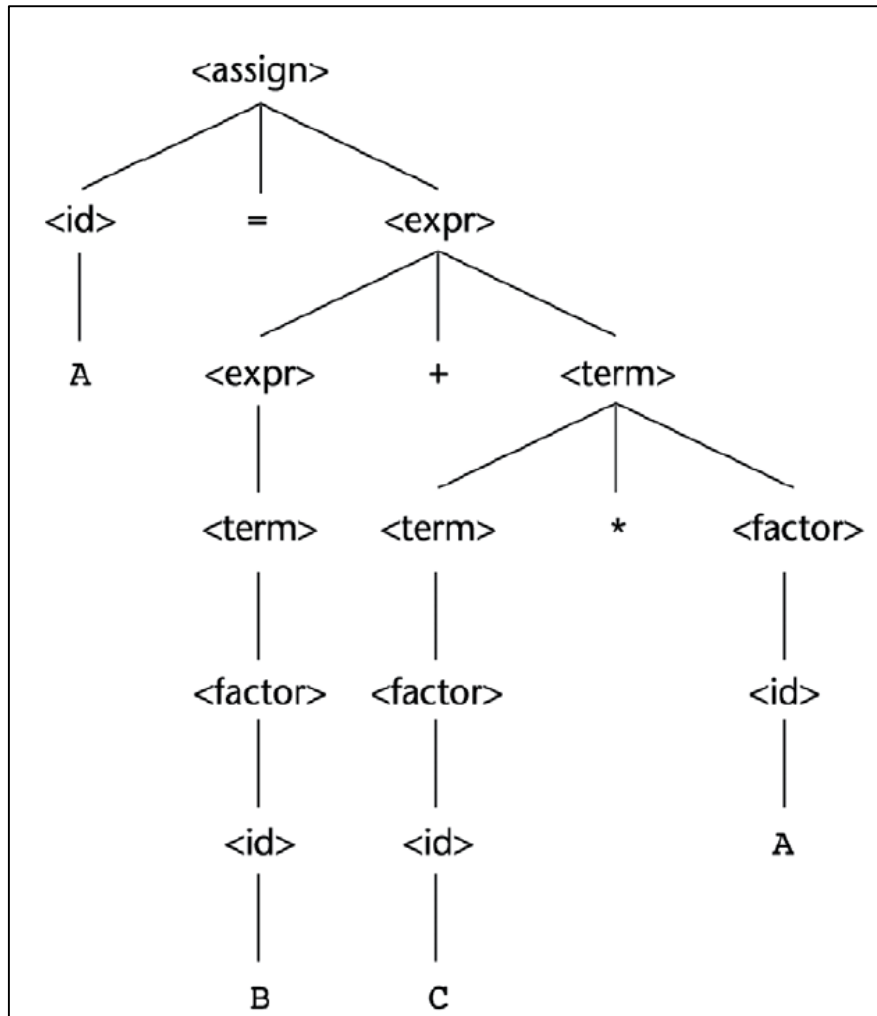 <assign>
<id> = <expr>
A <expr> + <term>
<term> <term> * <factor>
<factor> <factor> <id>
<id> <id> A
B C